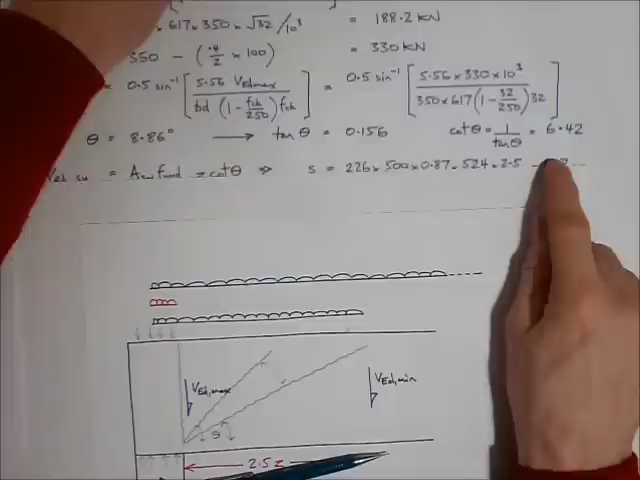 × 617 × 350 × √32 / 10³ = 188.2 kN
350 - (.4/2 × 100) = 330 kN
= 0.5 sin⁻¹ [5.56 VEd,max / bd (1 - fck/250) fck] = 0.5 sin⁻¹ [5.56 × 330 × 10³ / 350 × 617 (1 - 32/250) 32]
θ = 8.86° → tan θ = 0.156 cot θ = 1/tan θ = 6.42
⇒ s = 226 × 500 × 0.87 × 524 × 2.5
VEd,max
VEd,min
θ
2.5 z